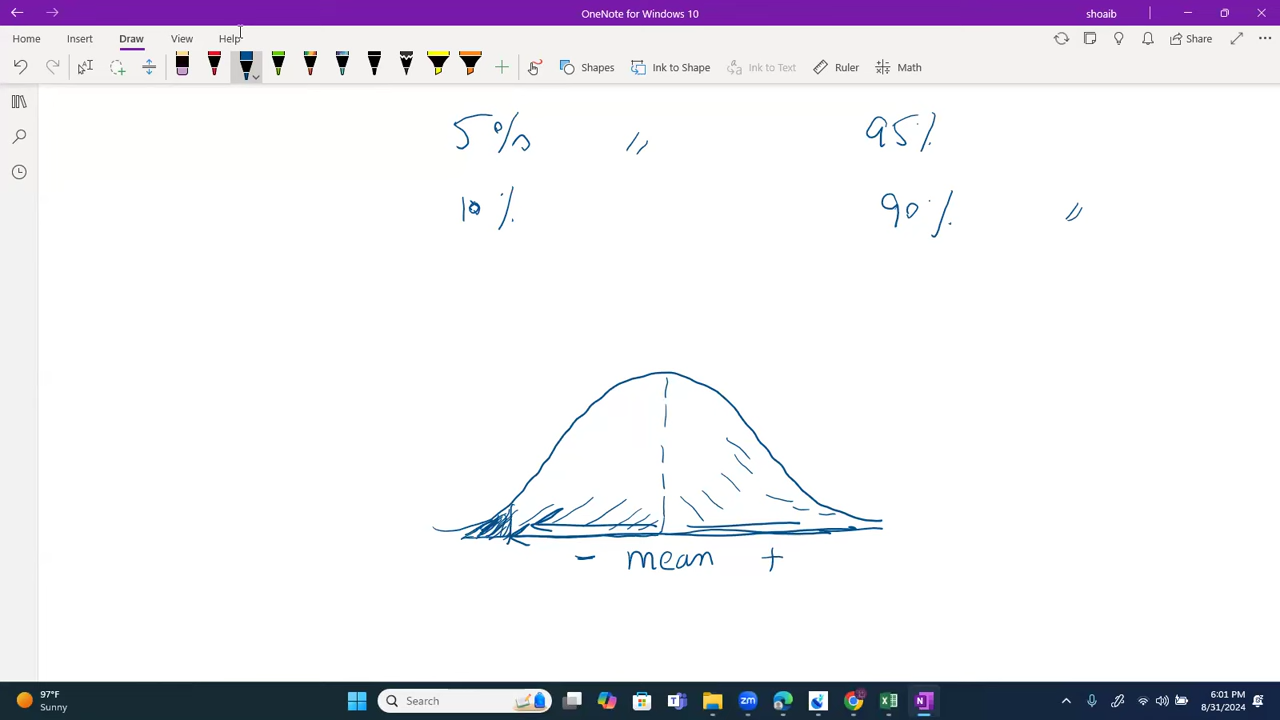 OneNote for Windows 10
shoaib
Home Insert Draw View Help
Share
Shapes Ink to Shape Ink to Text Ruler Math
5% 〃 95%
10% 90% 〃
- mean +
97°F
Sunny
Search
6:01 PM
8/31/2024